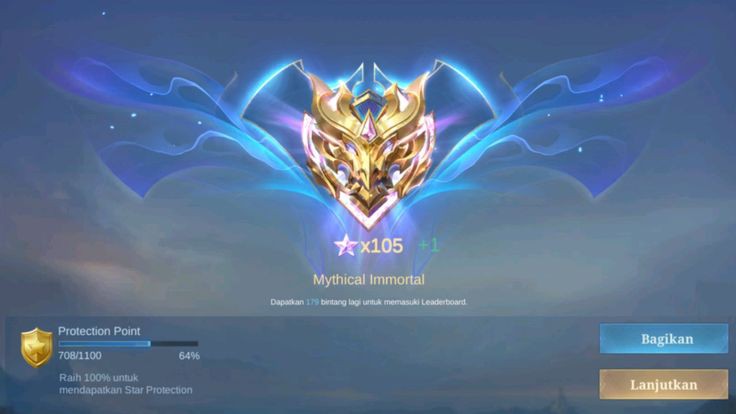 x105 +1
Mythical Immortal
Dapatkan 179 bintang lagi untuk memasuki Leaderboard.
Protection Point
708/1100 64%
Raih 100% untuk
mendapatkan Star Protection
Bagikan
Lanjutkan